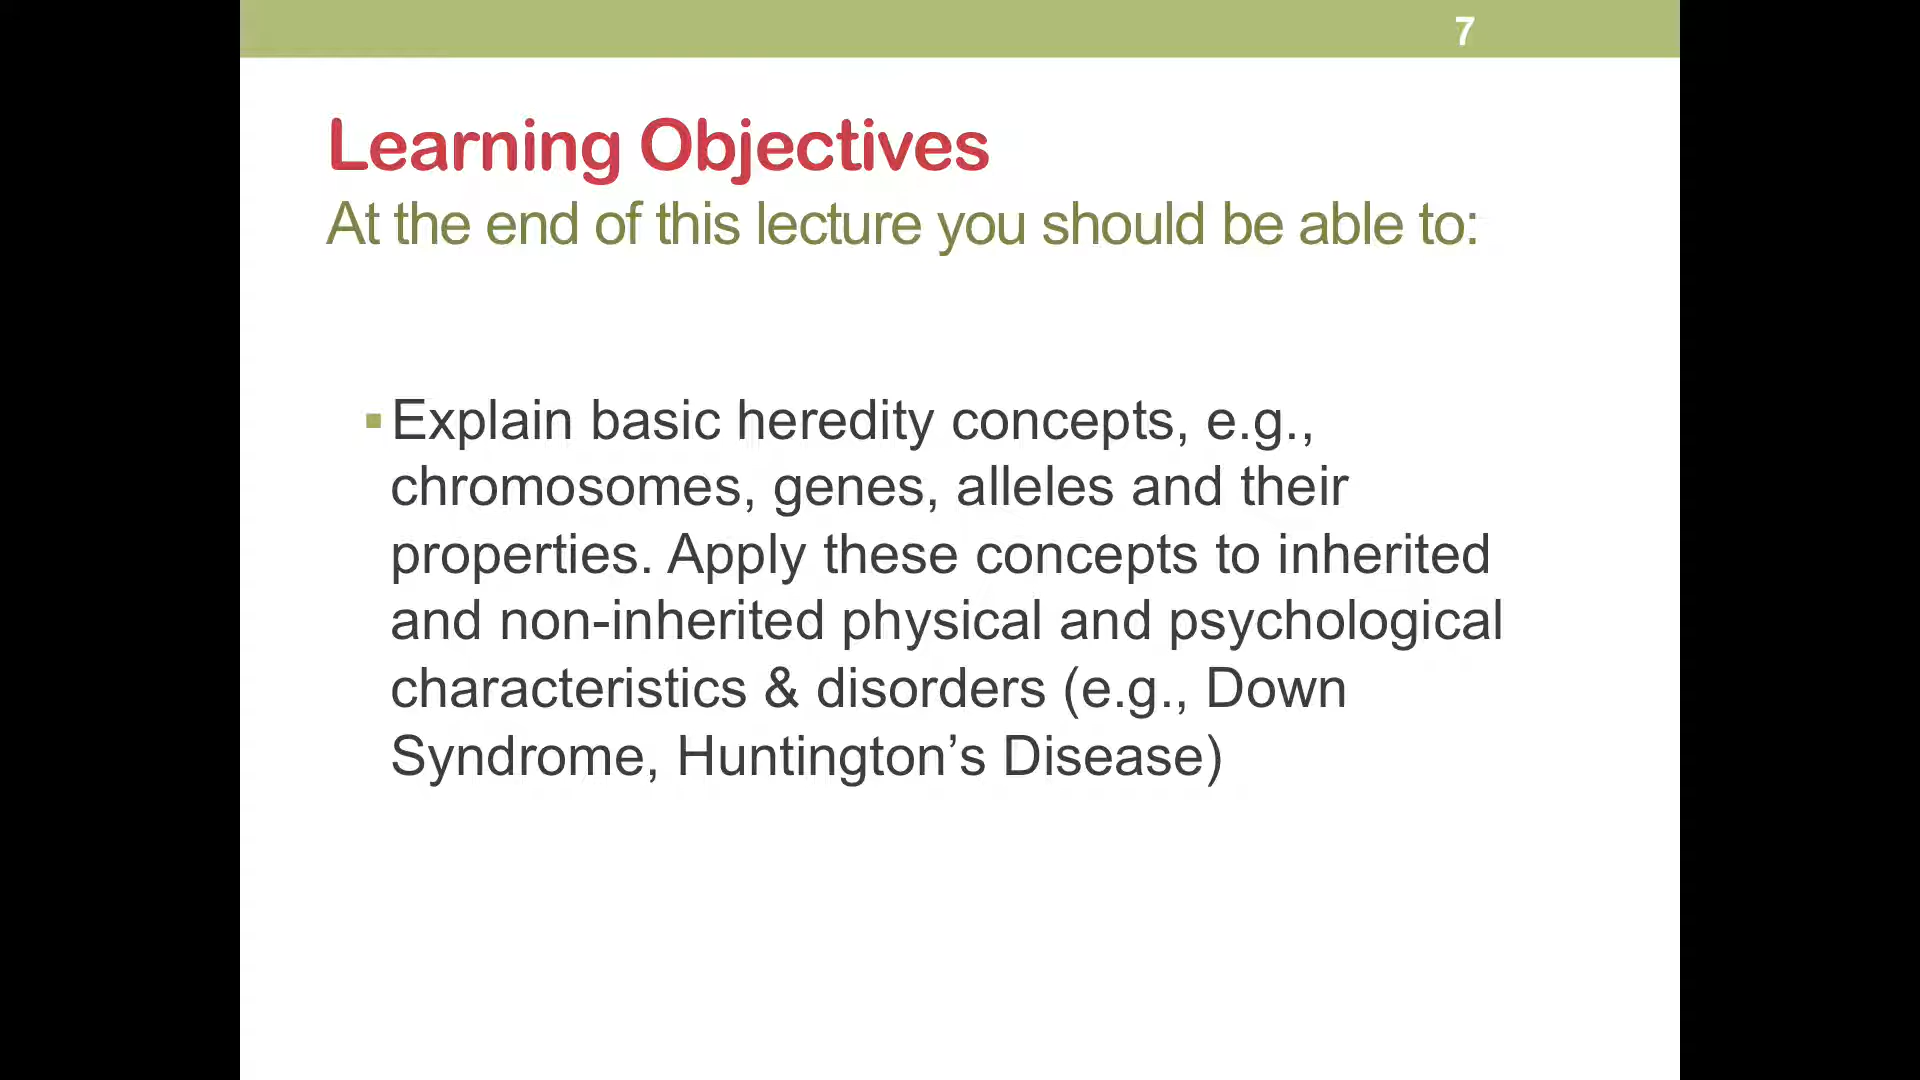 7
Learning Objectives
At the end of this lecture you should be able to:
▪Explain basic heredity concepts, e.g.,
chromosomes, genes, alleles and their
properties. Apply these concepts to inherited
and non-inherited physical and psychological
characteristics & disorders (e.g., Down
Syndrome, Huntington’s Disease)